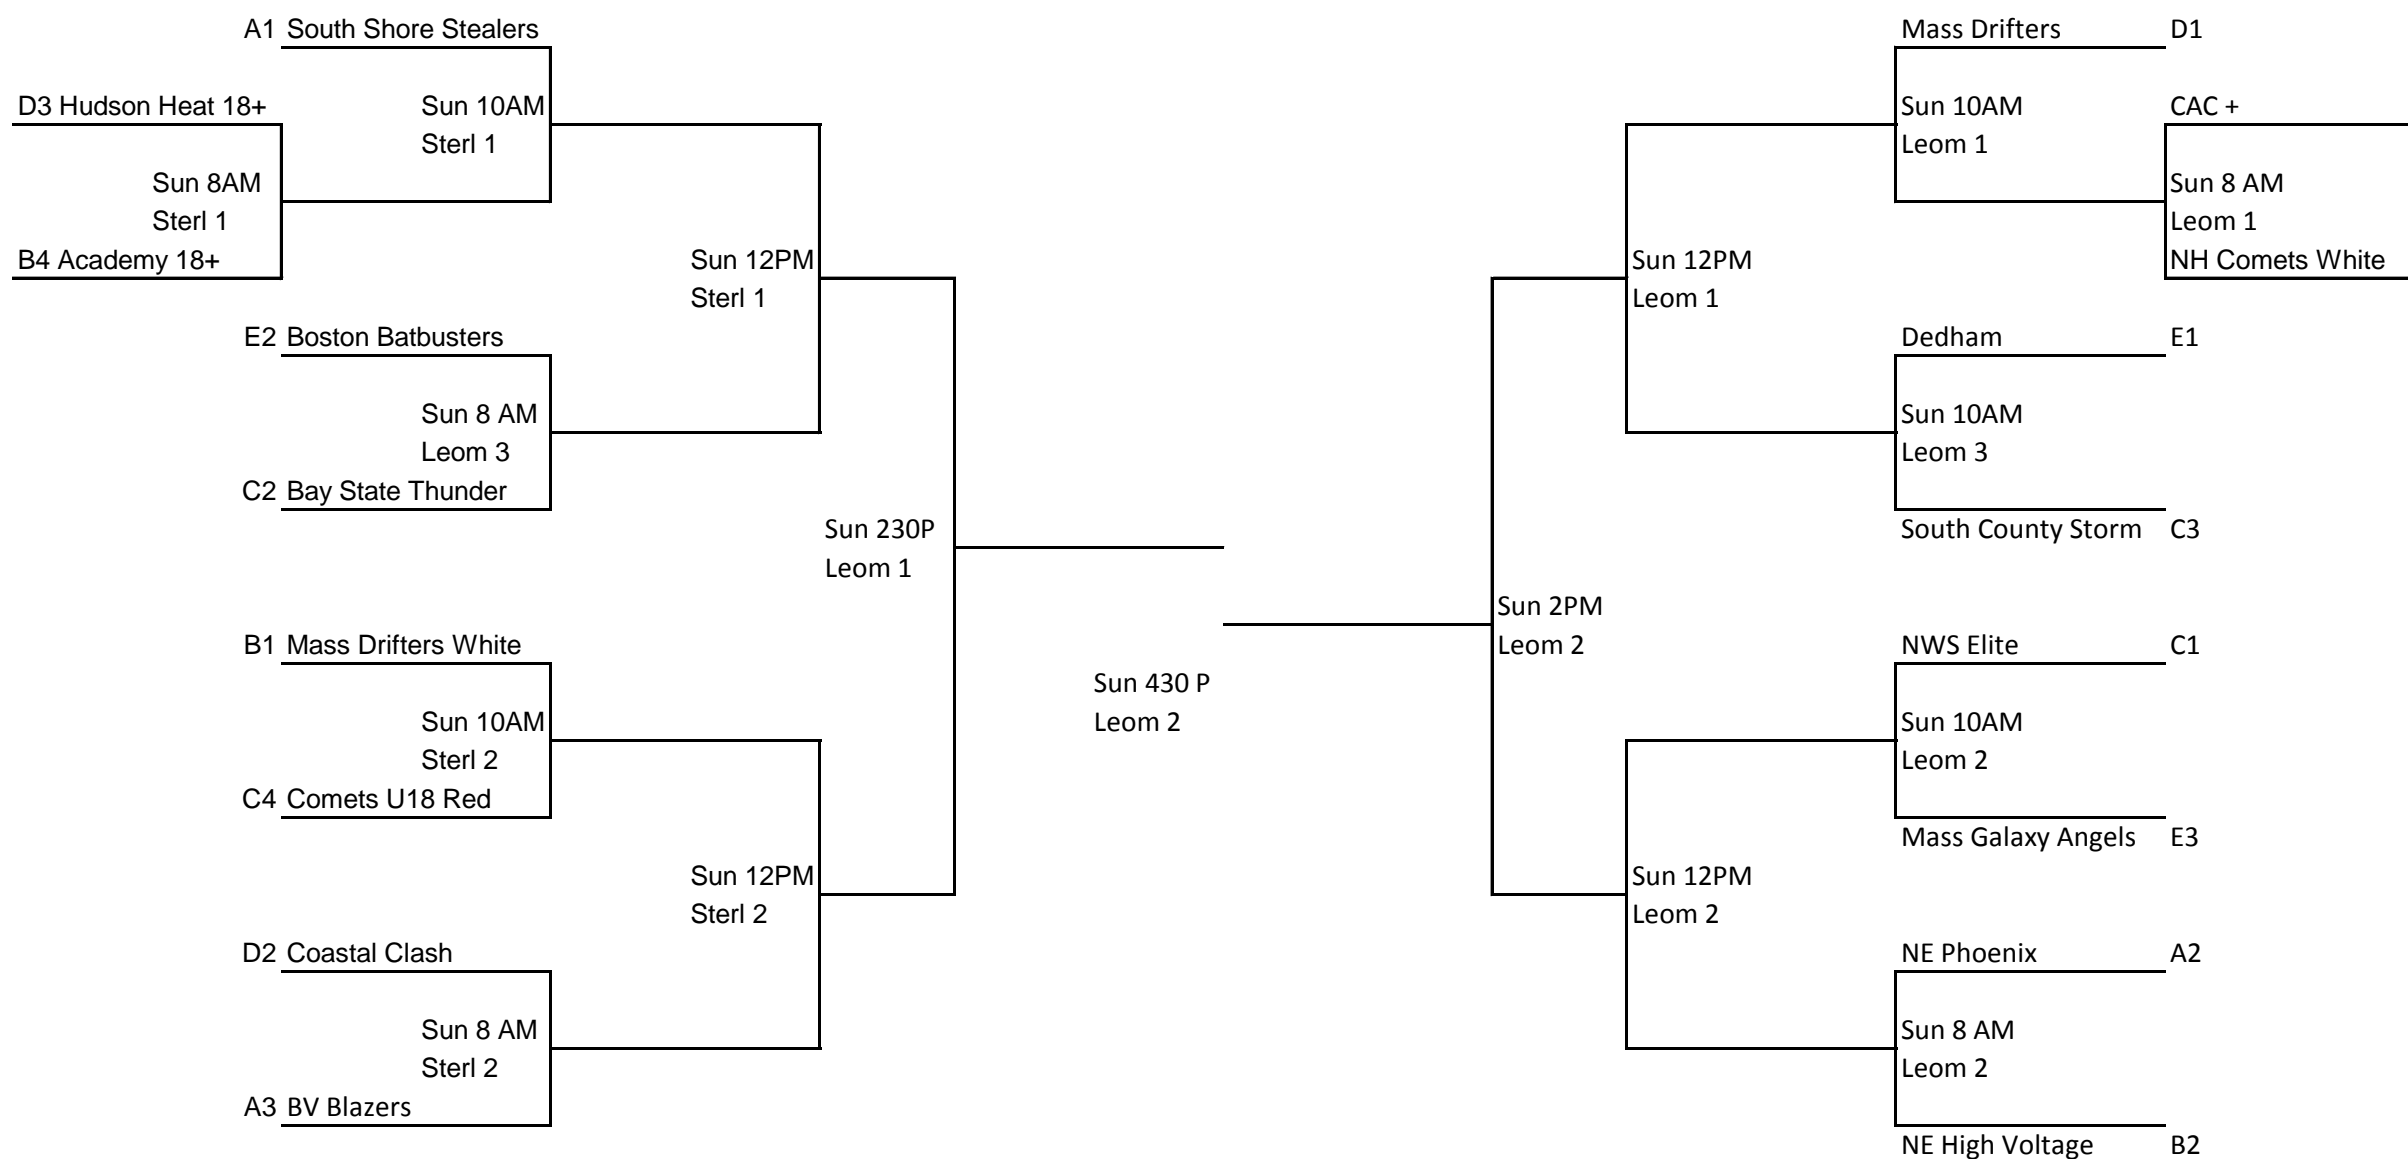 A1 South Shore Stealers
Mass Drifters D1
D3 Hudson Heat 18+
Sun 10AM
Sterl 1
Sun 10AM
Leom 1
CAC +
Sun 8AM
Sterl 1
Sun 8 AM
Leom 1
B4 Academy 18+
Sun 12PM
Sterl 1
Sun 12PM
Leom 1
NH Comets White
E2 Boston Batbusters
Dedham E1
Sun 8 AM
Leom 3
Sun 10AM
Leom 3
C2 Bay State Thunder
Sun 230P
Leom 1
South County Storm C3
Sun 2PM
Leom 2
B1 Mass Drifters White
NWS Elite C1
Sun 430 P
Leom 2
Sun 10AM
Sterl 2
Sun 10AM
Leom 2
C4 Comets U18 Red
Mass Galaxy Angels E3
Sun 12PM
Sterl 2
Sun 12PM
Leom 2
D2 Coastal Clash
NE Phoenix A2
Sun 8 AM
Sterl 2
Sun 8 AM
Leom 2
A3 BV Blazers
NE High Voltage B2